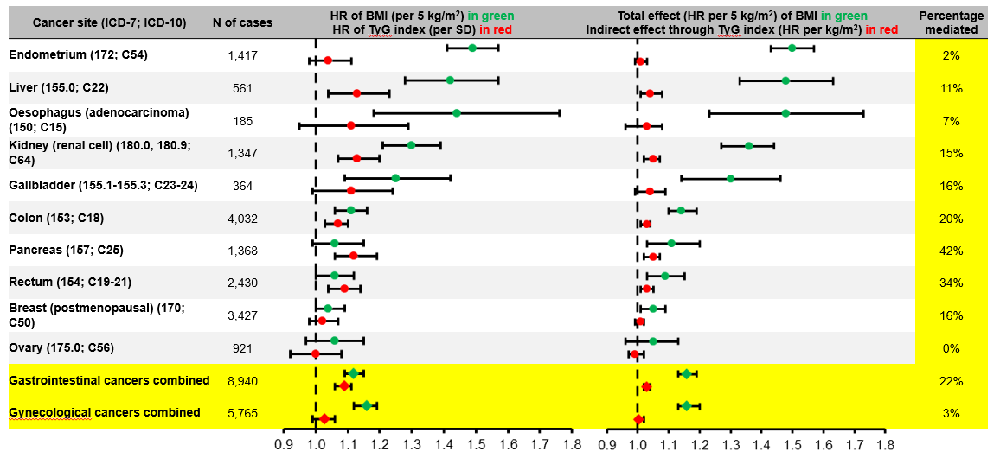 Cancer site (ICD-7; ICD-10) N of cases HR of BMI (per 5 kg/m²) in green Total effect (HR per 5 kg/m²) of BMI in green Percentage
HR of TyG index (per SD) in red Indirect effect through TyG index (HR per kg/m²) in red mediated
Endometrium (172; C54) 1,417 2%
Liver (155.0; C22) 561 11%
Oesophagus (adenocarcinoma)
(150; C15) 185 7%
Kidney (renal cell) (180.0, 180.9;
C64) 1,347 15%
Gallbladder (155.1-155.3; C23-24) 364 16%
Colon (153; C18) 4,032 20%
Pancreas (157; C25) 1,368 42%
Rectum (154; C19-21) 2,430 34%
Breast (postmenopausal) (170;
C50) 3,427 16%
Ovary (175.0; C56) 921 0%
Gastrointestinal cancers combined 8,940 22%
Gynecological cancers combined 5,765 3%
0.9 1.0 1.1 1.2 1.3 1.4 1.5 1.6 1.7 1.8 0.9 1.0 1.1 1.2 1.3 1.4 1.5 1.6 1.7 1.8